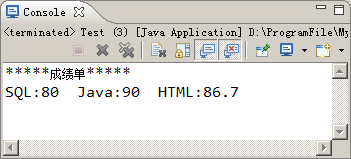 Console
<terminated> Test (3) [Java Application] D:\ProgramFile\My
*****成绩单*****
SQL:80  Java:90  HTML:86.7